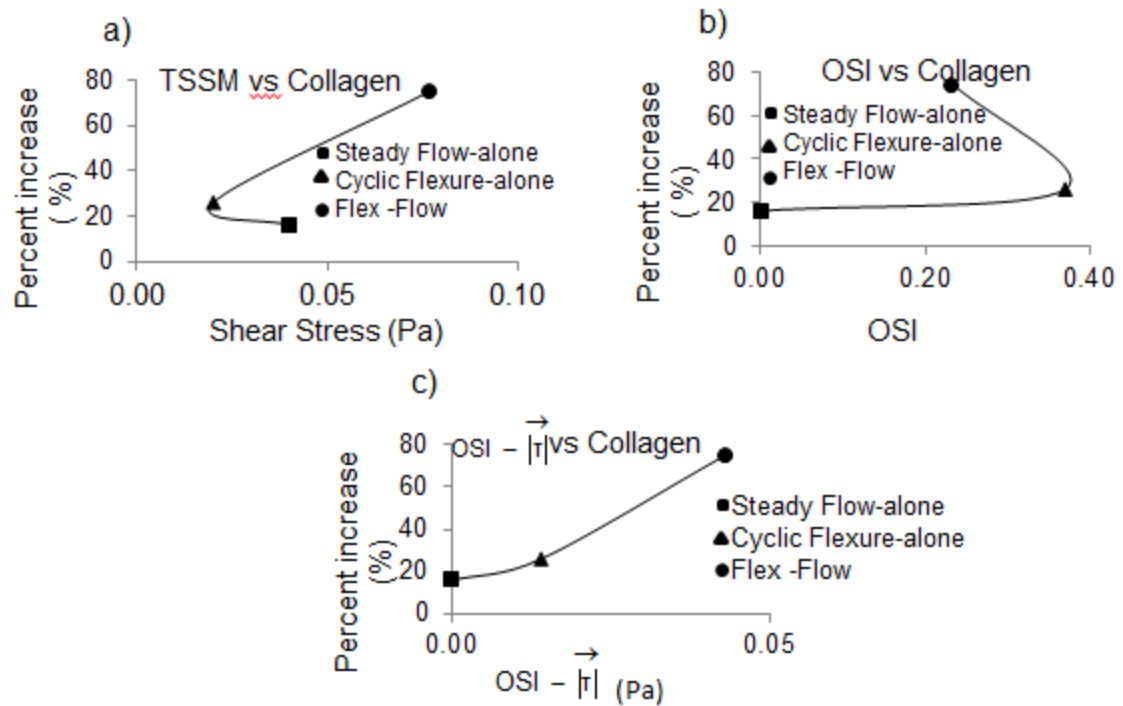 a)
TSSM vs Collagen
Percent increase
( %)
80
60
40
20
0
0.00
0.05
0.10
Shear Stress (Pa)
Steady Flow-alone
Cyclic Flexure-alone
Flex -Flow
b)
OSI vs Collagen
Percent increase
( %)
80
60
40
20
0
0.00
0.20
0.40
OSI
Steady Flow-alone
Cyclic Flexure-alone
Flex -Flow
c)
OSI – |τ⃗| vs Collagen
Percent increase
(%)
80
60
40
20
0
0.00
0.05
OSI – |τ⃗| (Pa)
Steady Flow-alone
Cyclic Flexure-alone
Flex -Flow